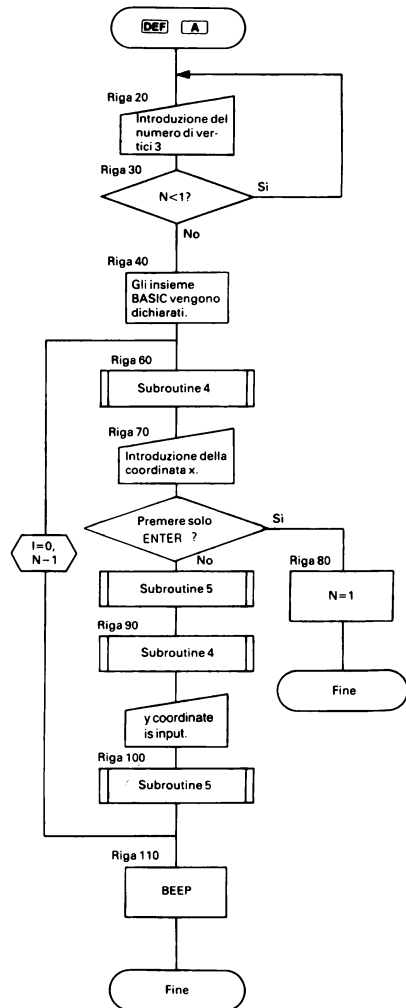 DEF A
Riga 20
Introduzione del
numero di ver-
tici 3
Riga 30
N<1?
Sì
No
Riga 40
Gli insieme
BASIC vengono
dichiarati.
Riga 60
Subroutine 4
Riga 70
Introduzione della
coordinata x.
Premere solo
ENTER ?
Sì
No
I=0,
N-1
Riga 80
N=1
Subroutine 5
Riga 90
Subroutine 4
Fine
y coordinate
is input.
Riga 100
Subroutine 5
Riga 110
BEEP
Fine